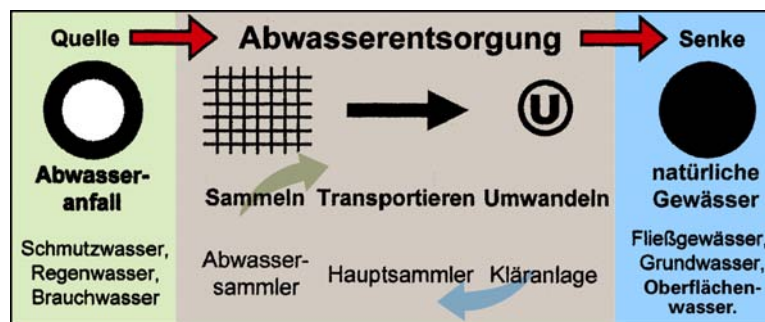 Quelle
Abwasserentsorgung
Senke
U
Abwasser-
anfall
Sammeln
Transportieren
Umwandeln
natürliche
Gewässer
Schmutzwasser,
Regenwasser,
Brauchwasser
Abwasser-
sammler
Hauptsammler
Kläranlage
Fließgewässer,
Grundwasser,
Oberflächen-
wasser.